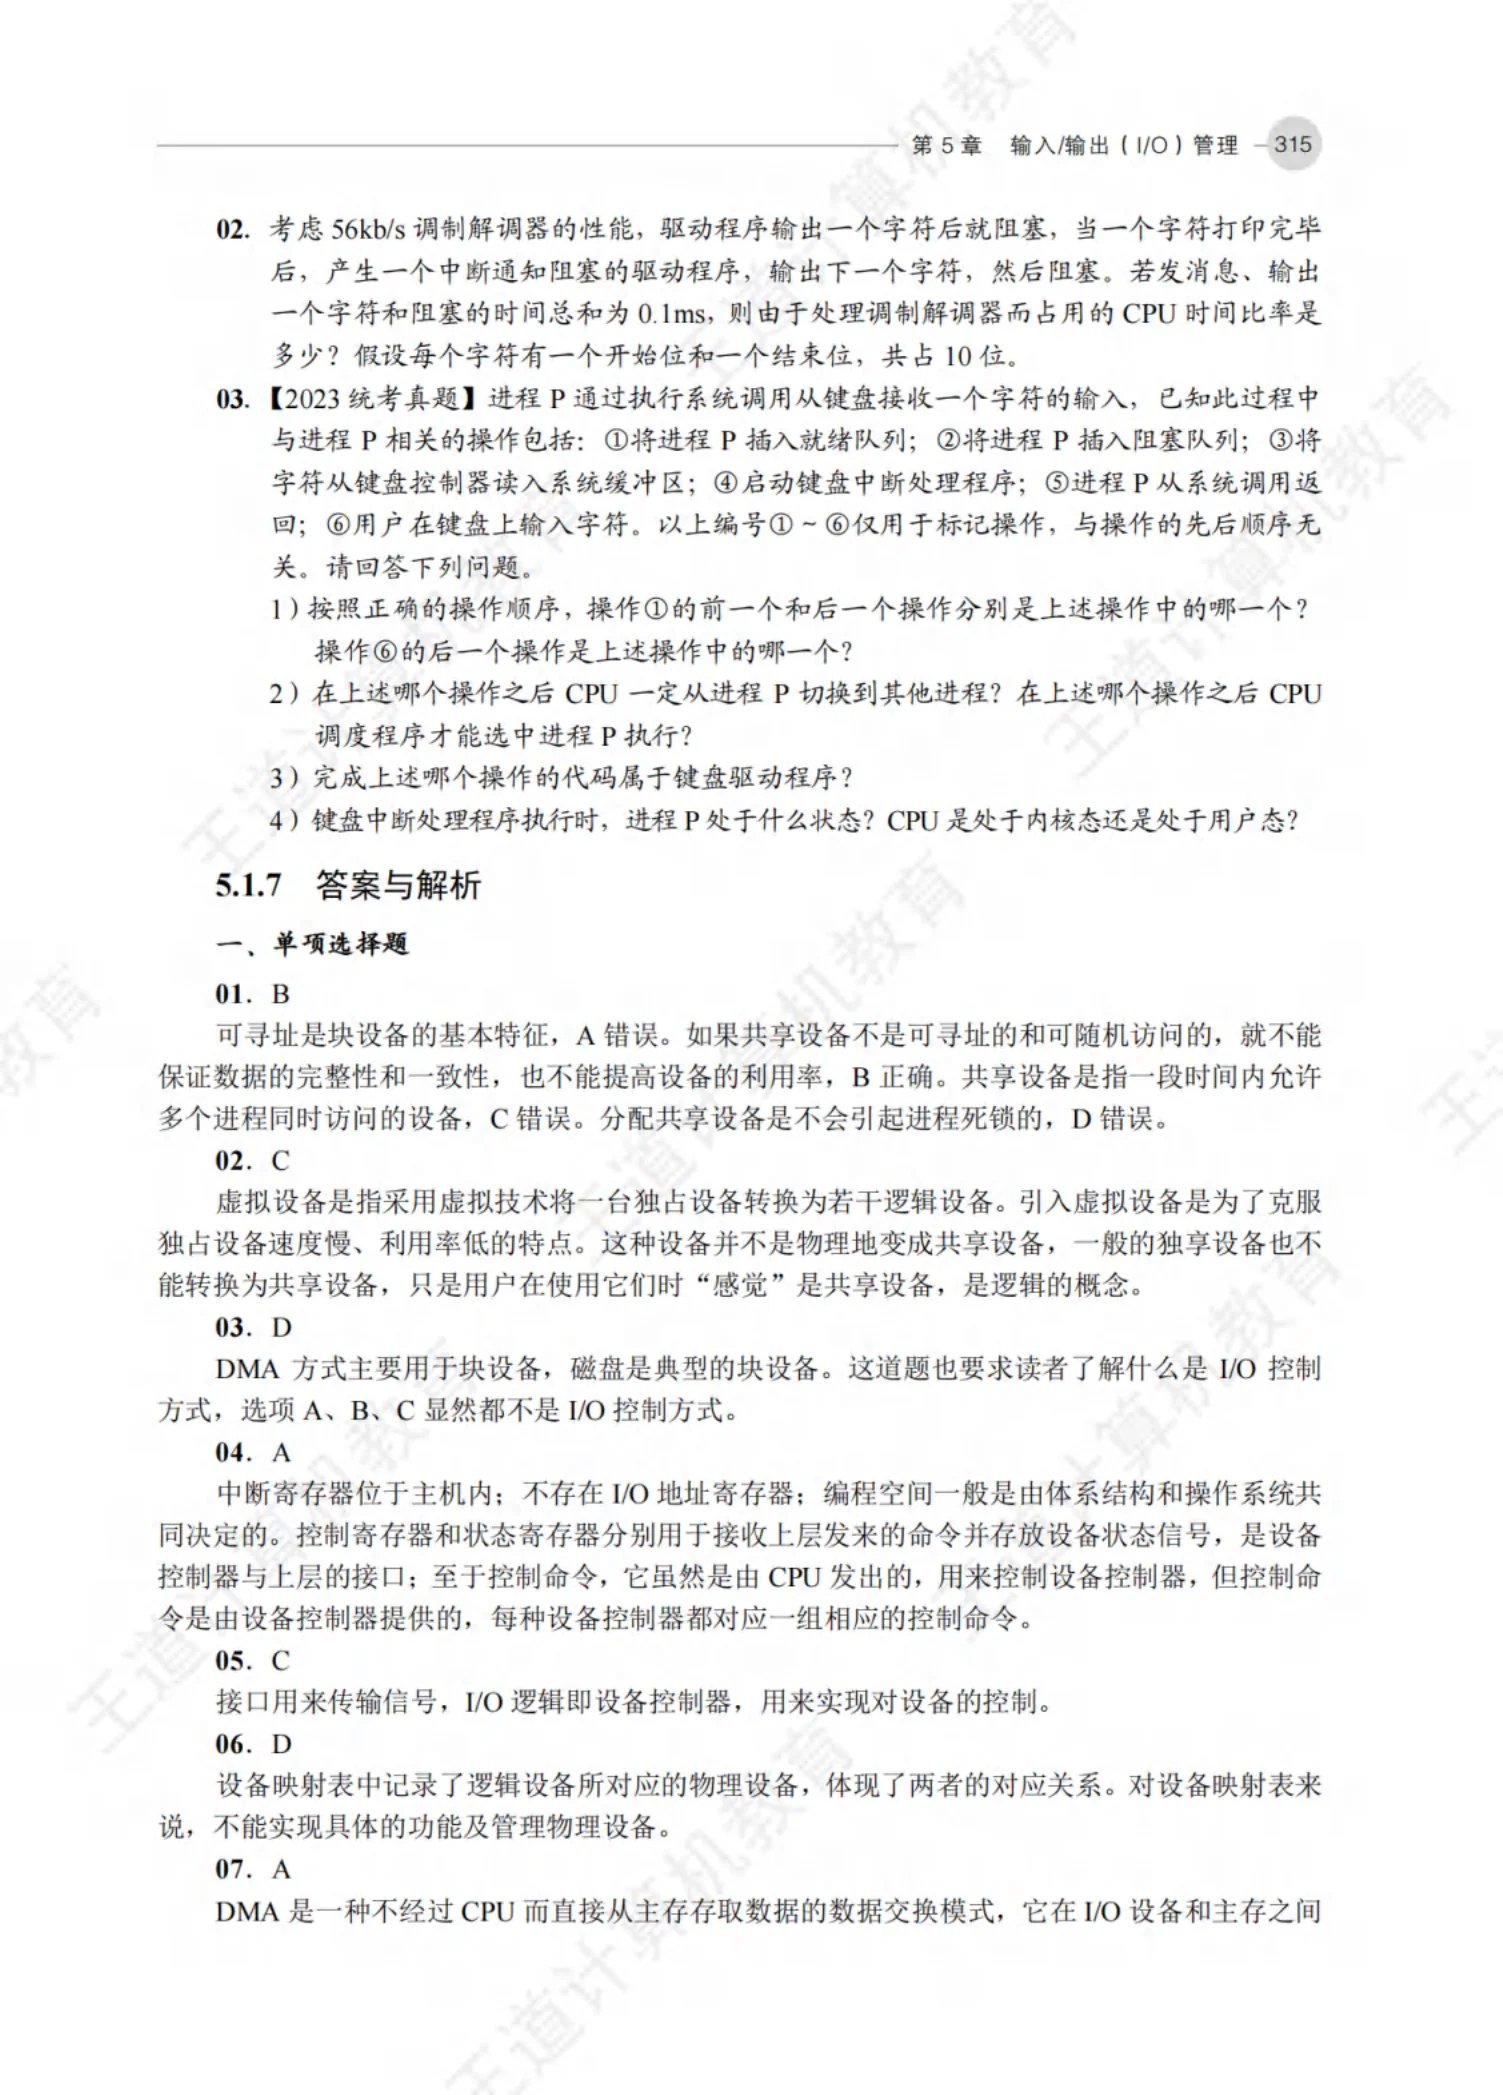 第 5 章 输入/输出（I/O）管理 315
02. 考虑 56kb/s 调制解调器的性能，驱动程序输出一个字符后就阻塞，当一个字符打印完毕
后，产生一个中断通知阻塞的驱动程序，输出下一个字符，然后阻塞。若发消息、输出
一个字符和阻塞的时间总和为 0.1ms，则由于处理调制解调器而占用的 CPU 时间比率是
多少？假设每个字符有一个开始位和一个结束位，共占 10 位。
03. 【2023 统考真题】进程 P 通过执行系统调用从键盘接收一个字符的输入，已知此过程中
与进程 P 相关的操作包括：①将进程 P 插入就绪队列；②将进程 P 插入阻塞队列；③将
字符从键盘控制器读入系统缓冲区；④启动键盘中断处理程序；⑤进程 P 从系统调用返
回；⑥用户在键盘上输入字符。以上编号①～⑥仅用于标记操作，与操作的先后顺序无
关。请回答下列问题。
1）按照正确的操作顺序，操作①的前一个和后一个操作分别是上述操作中的哪一个？
操作⑥的后一个操作是上述操作中的哪一个？
2）在上述哪个操作之后 CPU 一定从进程 P 切换到其他进程？在上述哪个操作之后 CPU
调度程序才能选中进程 P 执行？
3）完成上述哪个操作的代码属于键盘驱动程序？
4）键盘中断处理程序执行时，进程 P 处于什么状态？CPU 是处于内核态还是处于用户态？
5.1.7 答案与解析
一、单项选择题
01. B
可寻址是块设备的基本特征，A 错误。如果共享设备不是可寻址的和可随机访问的，就不能
保证数据的完整性和一致性，也不能提高设备的利用率，B 正确。共享设备是指一段时间内允许
多个进程同时访问的设备，C 错误。分配共享设备是不会引起进程死锁的，D 错误。
02. C
虚拟设备是指采用虚拟技术将一台独占设备转换为若干逻辑设备。引入虚拟设备是为了克服
独占设备速度慢、利用率低的特点。这种设备并不是物理地变成共享设备，一般的独享设备也不
能转换为共享设备，只是用户在使用它们时“感觉”是共享设备，是逻辑的概念。
03. D
DMA 方式主要用于块设备，磁盘是典型的块设备。这道题也要求读者了解什么是 I/O 控制
方式，选项 A、B、C 显然都不是 I/O 控制方式。
04. A
中断寄存器位于主机内；不存在 I/O 地址寄存器；编程空间一般是由体系结构和操作系统共
同决定的。控制寄存器和状态寄存器分别用于接收上层发来的命令并存放设备状态信号，是设备
控制器与上层的接口；至于控制命令，它虽然是由 CPU 发出的，用来控制设备控制器，但控制命
令是由设备控制器提供的，每种设备控制器都对应一组相应的控制命令。
05. C
接口用来传输信号，I/O 逻辑即设备控制器，用来实现对设备的控制。
06. D
设备映射表中记录了逻辑设备所对应的物理设备，体现了两者的对应关系。对设备映射表来
说，不能实现具体的功能及管理物理设备。
07. A
DMA 是一种不经过 CPU 而直接从主存存取数据的数据交换模式，它在 I/O 设备和主存之间
王道计算机教育